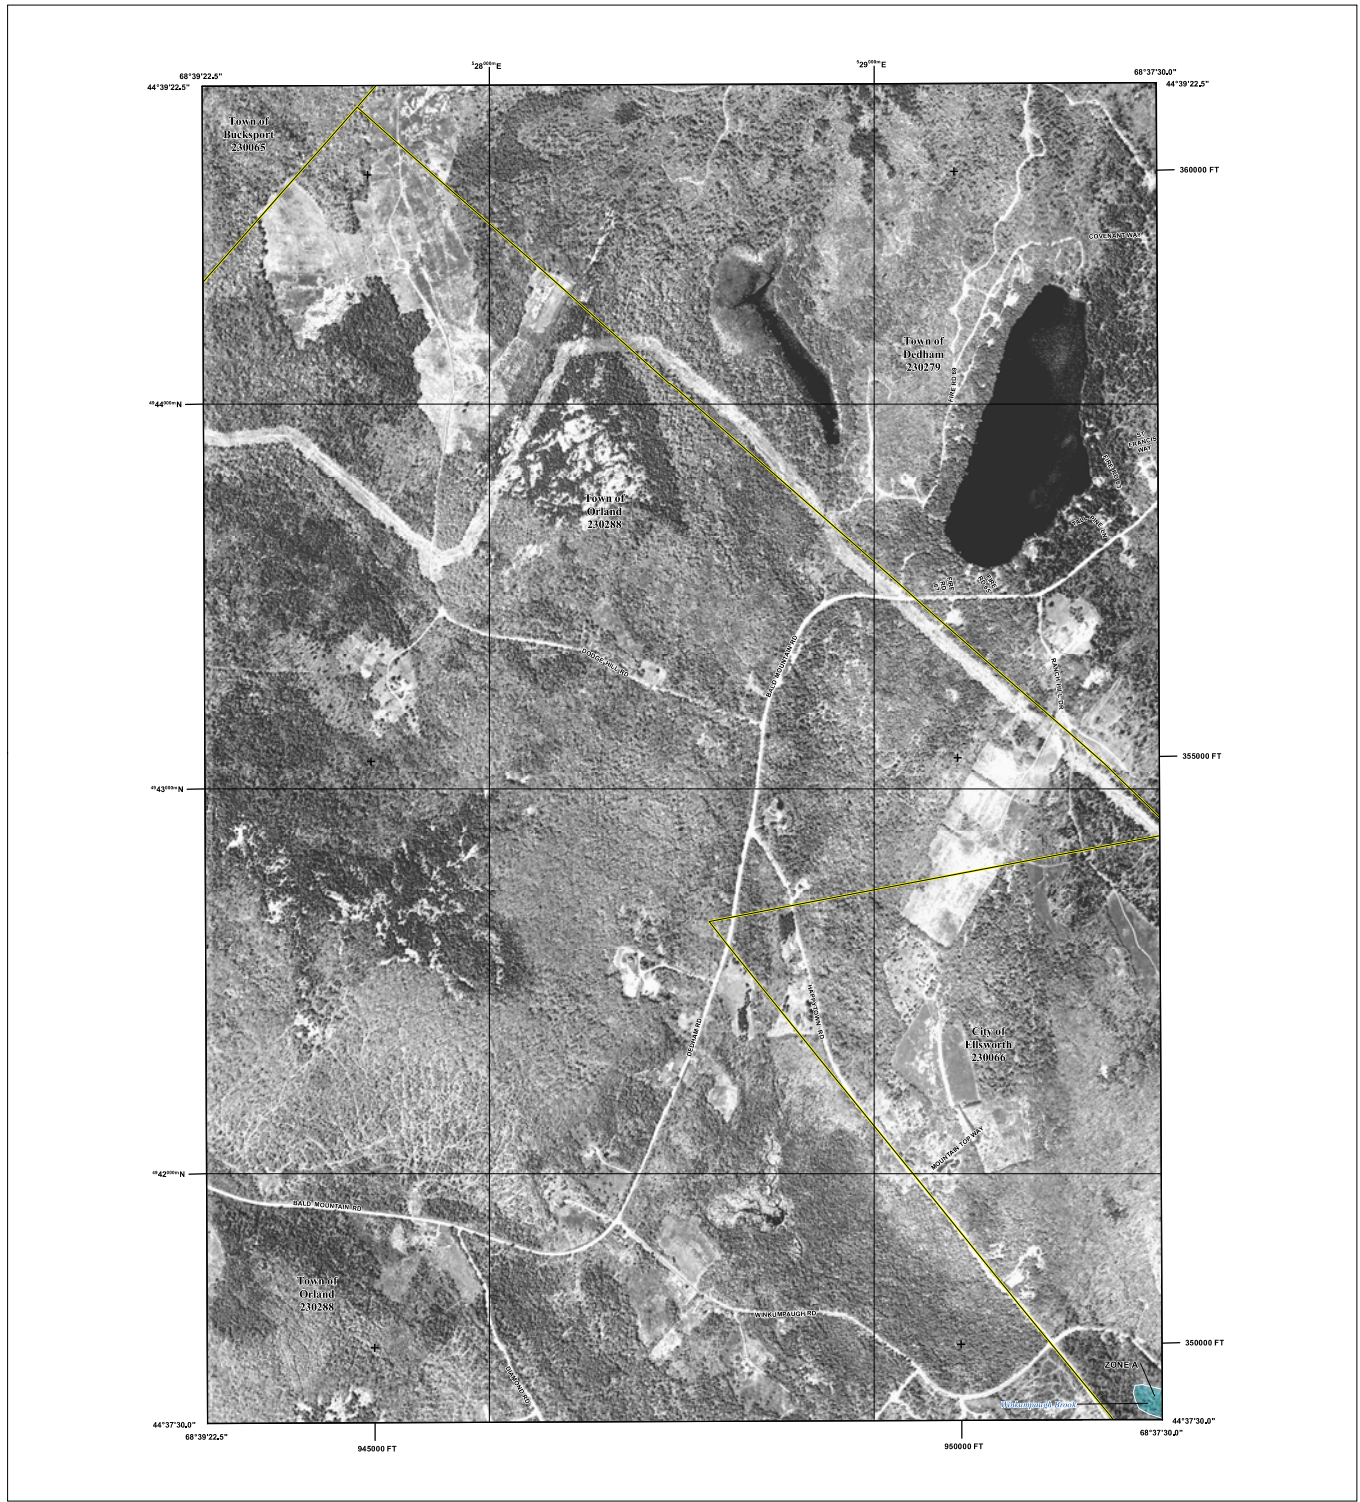 ⁵28⁰⁰⁰ᵐE
⁵29⁰⁰⁰ᵐE
68°39'22.5"
68°37'30.0"
44°39'22.5"
44°39'22.5"
Town of
Bucksport
230065
360000 FT
COVENANT WAY
Town of
Dedham
230279
FIRE RD 68
⁴⁹44⁰⁰⁰ᵐN
ST.
FRANCIS
WAY
Town of
Orland
230288
BALD MOUNTAIN RD
DODGE HILL RD
RANCH HILL DR
355000 FT
⁴⁹43⁰⁰⁰ᵐN
HAPPYTOWN RD
DEDHAM RD
City of
Ellsworth
230066
MOUNTAIN TOP WAY
⁴⁹42⁰⁰⁰ᵐN
BALD MOUNTAIN RD
Town of
Orland
230288
WINKUMPAUGH RD
350000 FT
ZONE A
DIAMOND RD
Winkumpaugh Brook
44°37'30.0"
44°37'30.0"
68°39'22.5"
68°37'30.0"
945000 FT
950000 FT